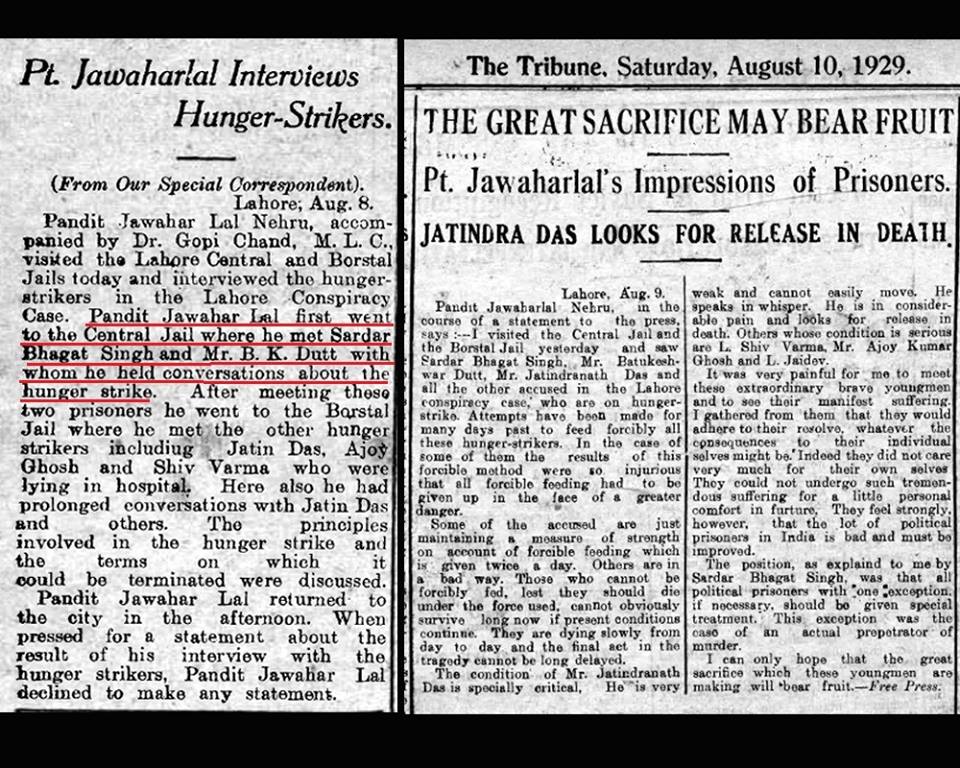 Pt. Jawaharlal Interviews
Hunger-Strikers.
(From Our Special Correspondent).
Lahore; Aug. 8.
Pandit Jawahar Lal Nehru, accom-
panied by Dr. Gopi Chand, M. L. C.,
visited the Lahore Central and Borstal
Jails today and interviewed the hunger-
strikers in the Lahore Conspiracy
Case. Pandit Jawahar Lal first went
to the Central Jail where he met Sardar
Bhagat Singh and Mr. B. K. Dutt with
whom he held conversations about the
hunger strike. After meeting these
two prisoners he went to the Borstal
Jail where he met the other hunger
strikers including Jatin Das, Ajoy
Ghosh and Shiv Varma who were
lying in hospital. Here also he had
prolonged conversations with Jatin Das
and others. The principles
involved in the hunger strike and
the terms on which it
could be terminated were discussed.
Pandit Jawahar Lal returned to
the city in the afternoon. When
pressed for a statement about the
result of his interview with the
hunger strikers, Pandit Jawahar Lal
declined to make any statement.
The Tribune, Saturday, August 10, 1929.
THE GREAT SACRIFICE MAY BEAR FRUIT
Pt. Jawaharlal's Impressions of Prisoners.
JATINDRA DAS LOOKS FOR RELEASE IN DEATH.
Lahore, Aug. 9.
Pandit Jawaharlal Nehru, in the
course of a statement to the press,
says :—I visited the Central Jail and
the Borstal Jail yesterday and saw
Sardar Bhagat Singh, Mr. Batukesh-
war Dutt, Mr. Jatindranath Das and
all the other accused in the Lahore
conspiracy case, who are on hunger-
strike. Attempts have been made for
many days past to feed forcibly all
these hunger-strikers. In the case of
some of them the results of this
forcible method were so injurious
that all forcible feeding had to be
given up in the face of a greater
danger.
Some of the accused are just
maintaining a measure of strength
on account of forcible feeding which
is given twice a day. Others are in
a bad way. Those who cannot be
forcibly fed, lest they should die
under the force used, cannot obviously
survive long now if present conditions
continue. They are dying slowly from
day to day and the final act in the
tragedy cannot be long delayed.
The condition of Mr. Jatindranath
Das is specially critical. He is very
weak and cannot easily move. He
speaks in whisper. He is in consider-
able pain and looks for release in
death. Others whose condition is serious
are L. Shiv Varma, Mr. Ajoy Kumar
Ghosh and L. Jaidev.
It was very painful for me to meet
these extraordinary brave youngmen
and to see their manifest suffering.
I gathered from them that they would
adhere to their resolve, whatever the
consequences to their individual
selves might be. Indeed they did not care
very much for their own selves
They could not undergo such tremen-
dous suffering for a little personal
comfort in furture. They feel strongly,
however, that the lot of political
prisoners in India is bad and must be
improved.
The position, as explained to me by
Sardar Bhagat Singh, was that all
political prisoners with one exception,
if necessary, should be given special
treatment. This exception was the
case of an actual prepetrator of
murder.
I can only hope that the great
sacrifice which these youngmen are
making will bear fruit.—Free Press.